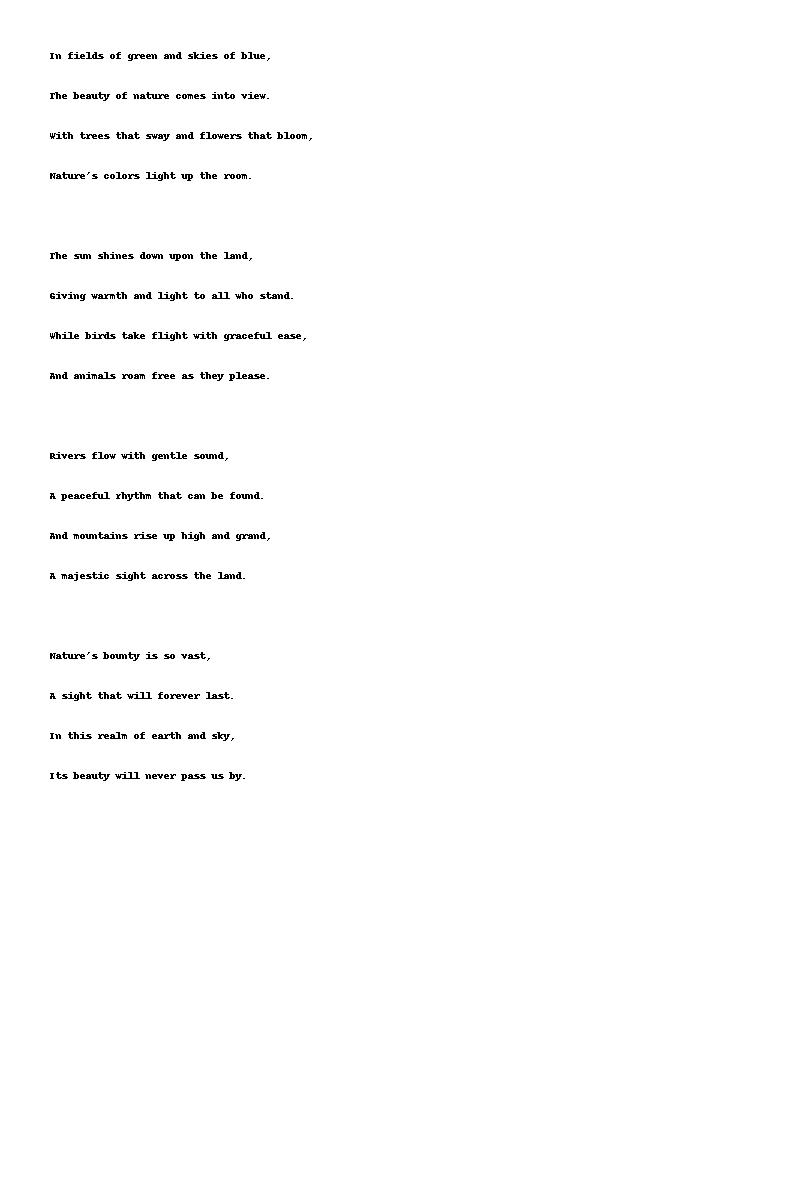 In fields of green and skies of blue,
The beauty of nature comes into view.
With trees that sway and flowers that bloom,
Nature's colors light up the room.
The sun shines down upon the land,
Giving warmth and light to all who stand.
While birds take flight with graceful ease,
And animals roam free as they please.
Rivers flow with gentle sound,
A peaceful rhythm that can be found.
And mountains rise up high and grand,
A majestic sight across the land.
Nature's bounty is so vast,
A sight that will forever last.
In this realm of earth and sky,
Its beauty will never pass us by.